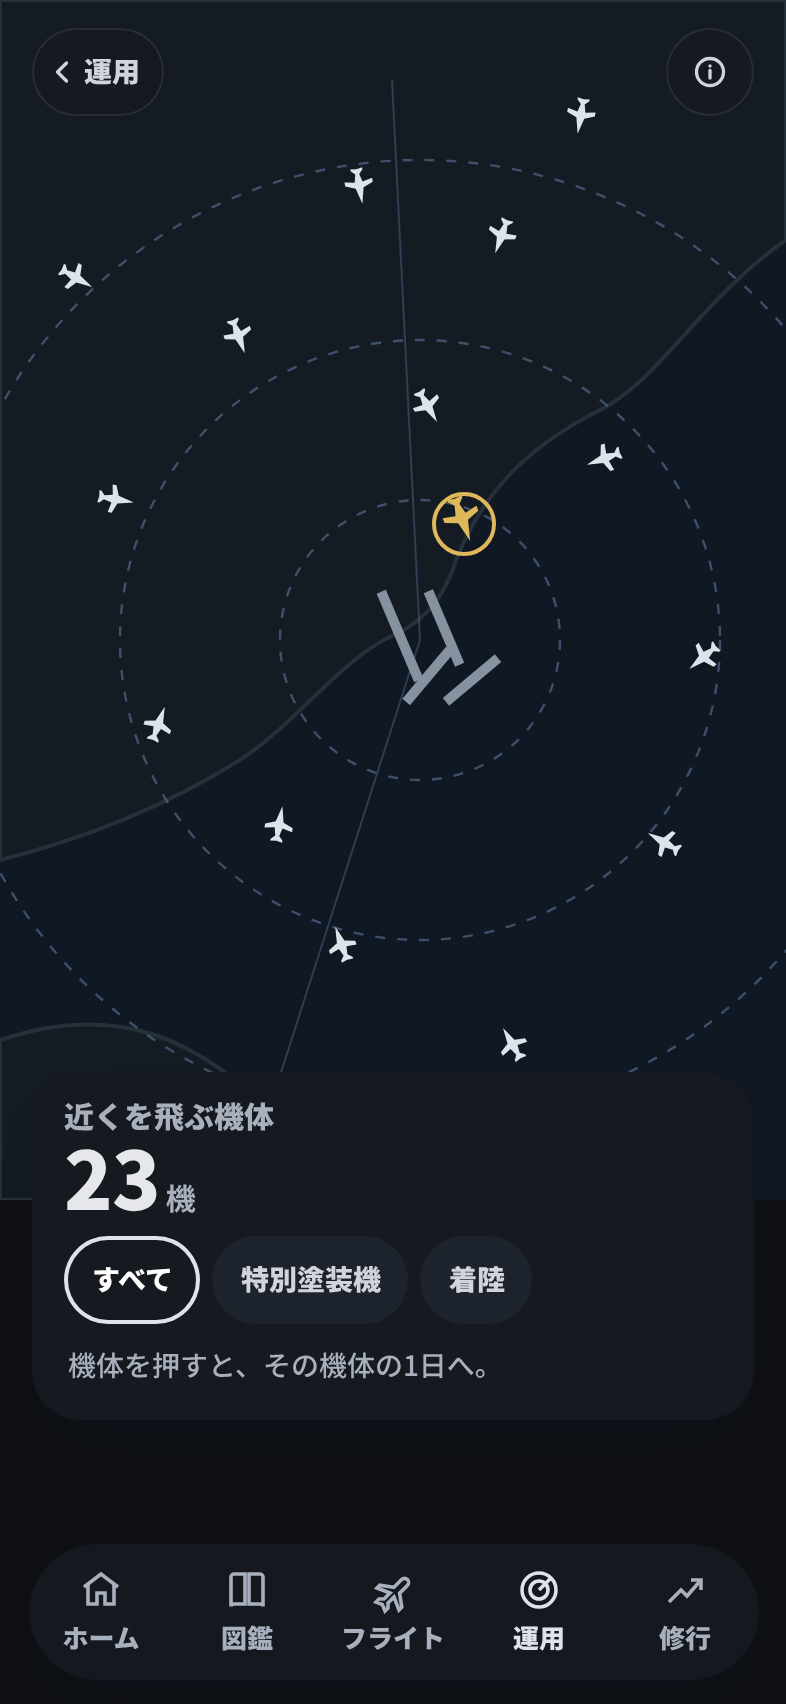 運用
近くを飛ぶ機体
23 機
すべて 特別塗装機 着陸
機体を押すと、その機体の1日へ。
ホーム 図鑑 フライト 運用 修行